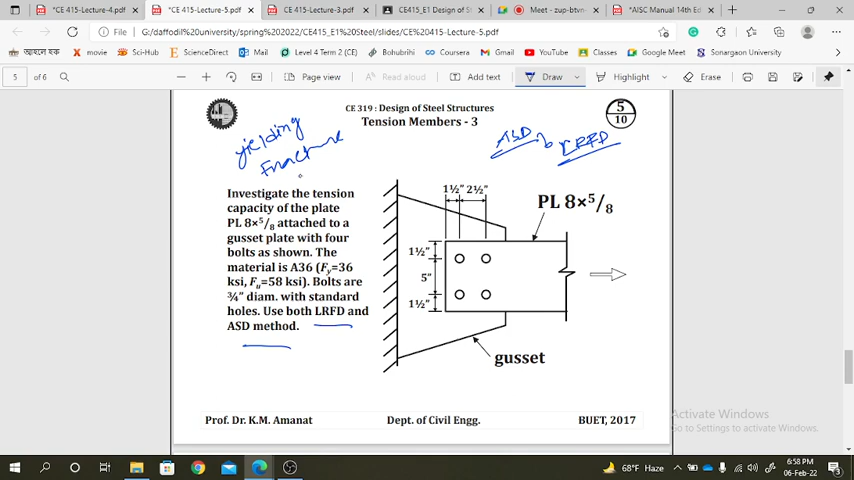 *CE 415-Lecture-4.pdf
*CE 415-Lecture-5.pdf
CE 415-Lecture-3.pdf
CE415_E1 Design of St
Meet - zup-btvn-
*AISC Manual 14th Edi
File | G:/daffodil university/spring 2022/CE415_E1Steel/slides/CE%20415-Lecture-5.pdf
আহলে হক
movie
Sci-Hub
ScienceDirect
Mail
Level 4 Term 2 (CE)
Bohubrihi
Coursera
Gmail
YouTube
Classes
Google Meet
Sonargaon University
5 of 6
Page view
Read aloud
Add text
Draw
Highlight
Erase
CE 319 : Design of Steel Structures
Tension Members - 3
5
10
yielding
Fracture
ASD
LRFD
Investigate the tension
capacity of the plate
PL 8×5/8 attached to a
gusset plate with four
bolts as shown. The
material is A36 (Fy=36
ksi, Fu=58 ksi). Bolts are
¾" diam. with standard
holes. Use both LRFD and
ASD method.
1½" 2½"
PL 8×5/8
1½"
5"
1½"
gusset
Prof. Dr. K.M. Amanat
Dept. of Civil Engg.
BUET, 2017
Activate Windows
Go to Settings to activate Windows.
68°F Haze
6:58 PM
06-Feb-22
3